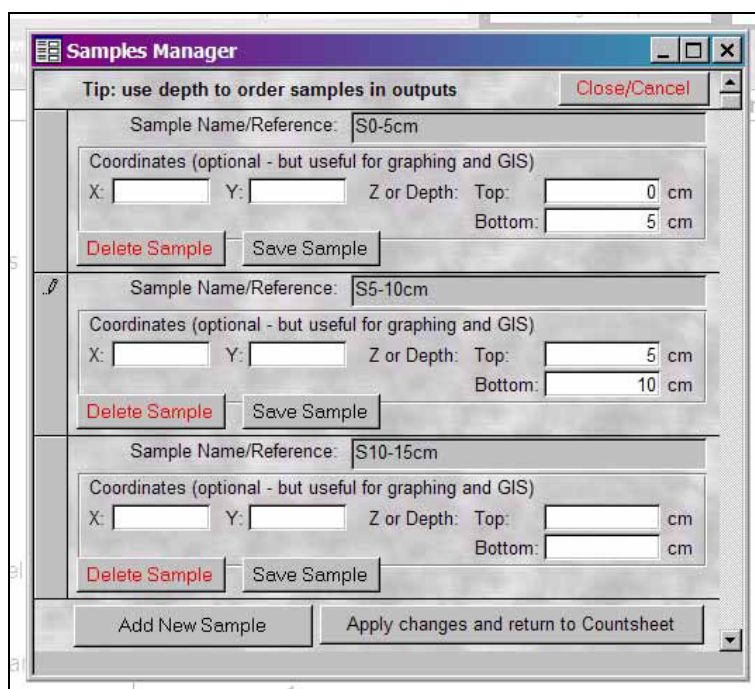 Samples Manager
Tip: use depth to order samples in outputs Close/Cancel
Sample Name/Reference: S0-5cm
Coordinates (optional - but useful for graphing and GIS)
X: Y: Z or Depth: Top: 0 cm
Bottom: 5 cm
Delete Sample Save Sample
Sample Name/Reference: S5-10cm
Coordinates (optional - but useful for graphing and GIS)
X: Y: Z or Depth: Top: 5 cm
Bottom: 10 cm
Delete Sample Save Sample
Sample Name/Reference: S10-15cm
Coordinates (optional - but useful for graphing and GIS)
X: Y: Z or Depth: Top: cm
Bottom: cm
Delete Sample Save Sample
Add New Sample Apply changes and return to Countsheet